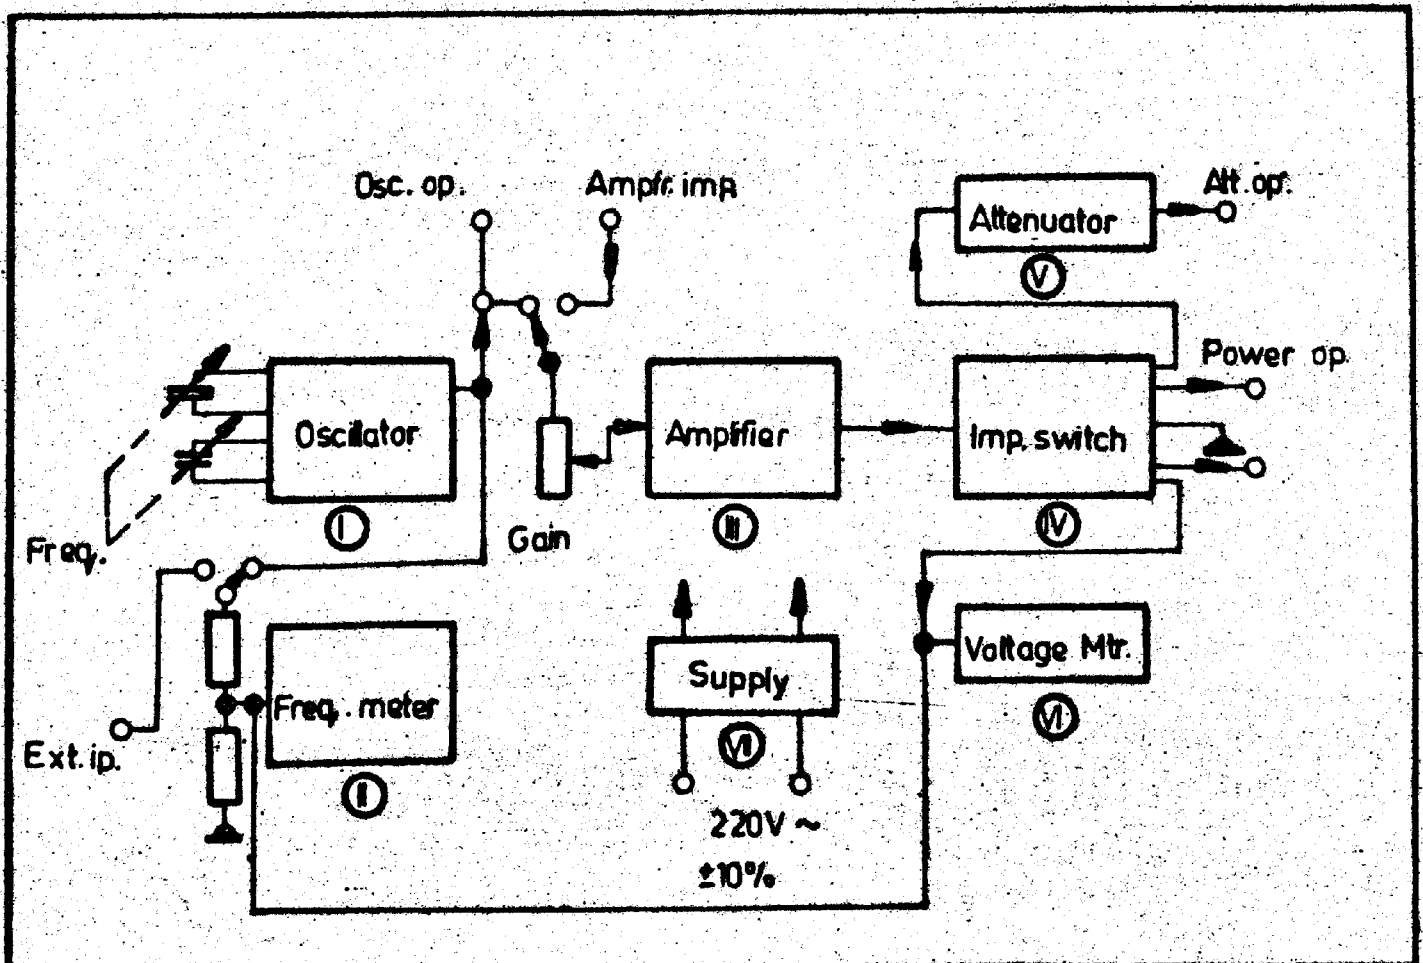 Osc. op.
Ampfr. imp.
Att. op.
Attenuator
V
Power op.
Oscillator
I
Amplifier
III
Imp. switch
IV
Gain
Freq.
Ext. ip.
Freq. meter
II
Supply
VII
220V ~
±10%
Voltage Mtr.
VI